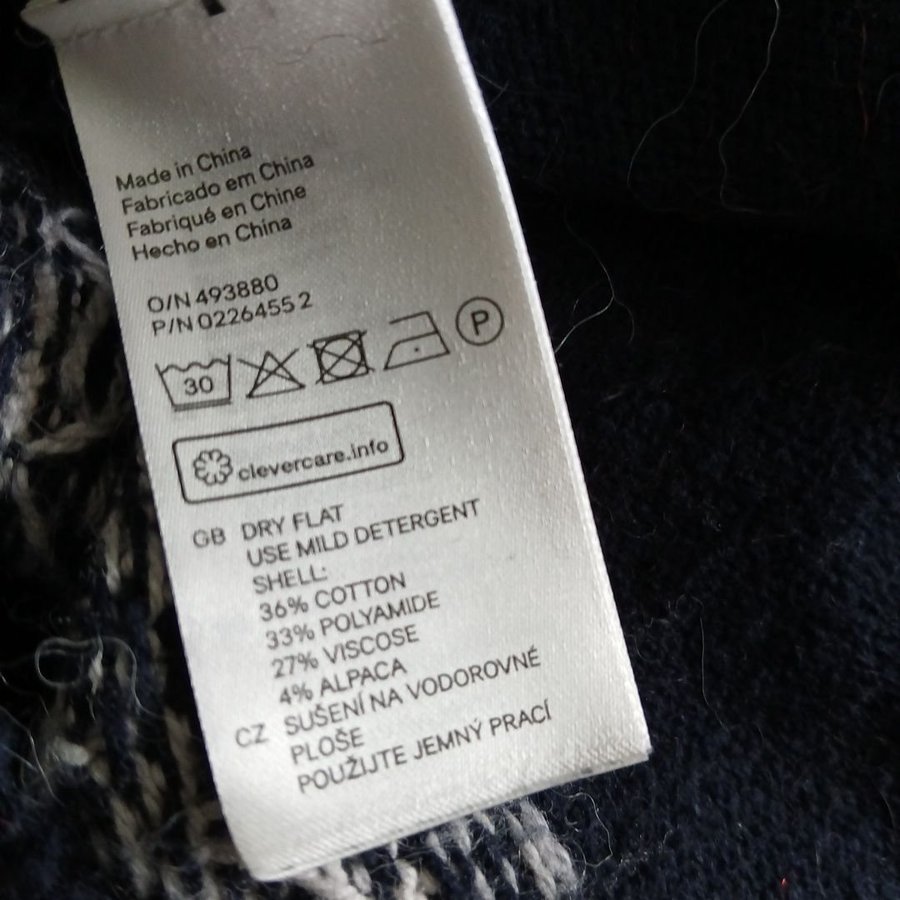 Made in China
Fabricado em China
Fabriqué en Chine
Hecho en China
O/N 493880
P/N 0226455 2
30 P
clevercare.info
GB DRY FLAT
USE MILD DETERGENT
SHELL:
36% COTTON
33% POLYAMIDE
27% VISCOSE
4% ALPACA
CZ SUŠENÍ NA VODOROVNÉ
PLOŠE
POUŽIJTE JEMNÝ PRACÍ